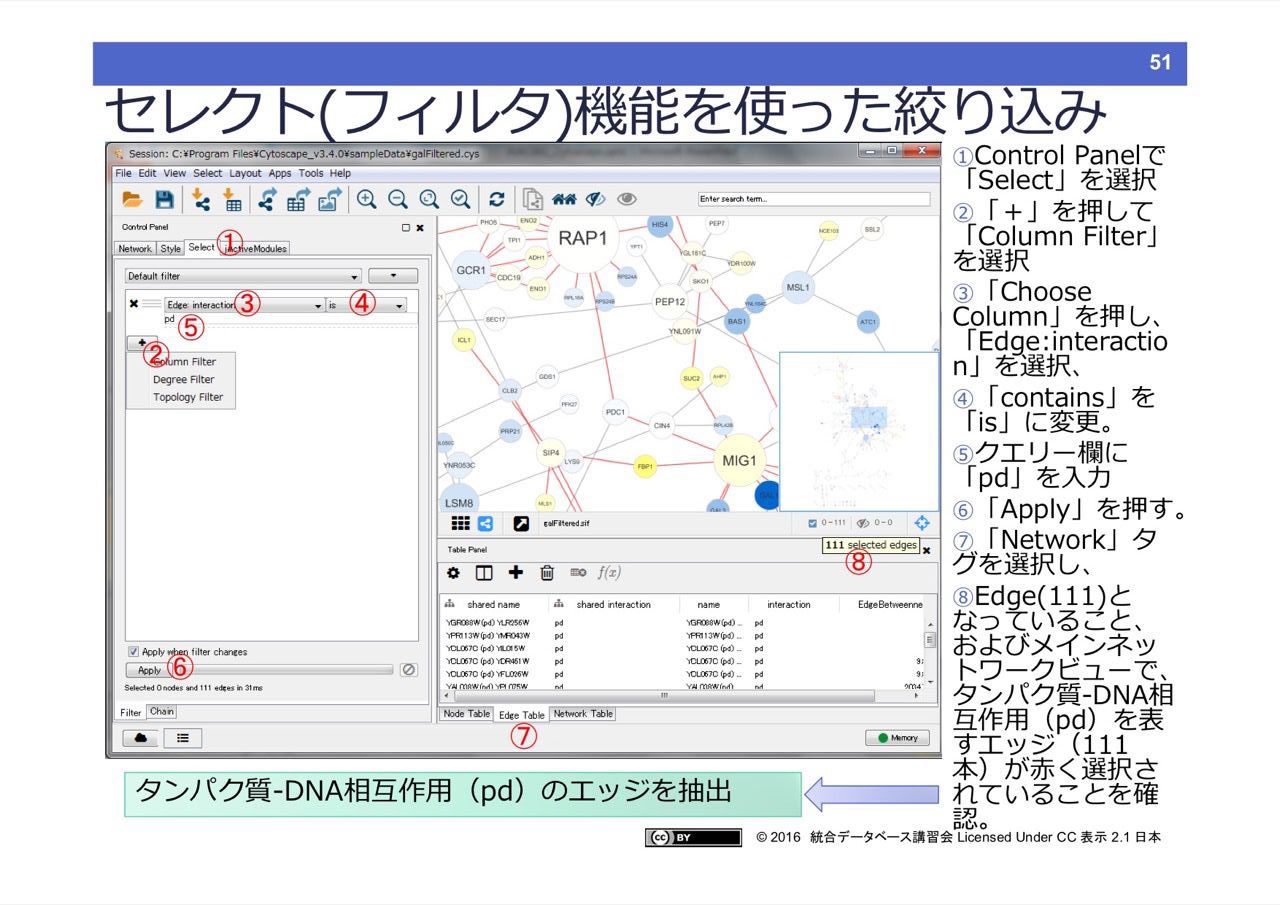 51
セレクト(フィルタ)機能を使った絞り込み
Session: C:¥Program Files¥Cytoscape_v3.4.0¥sampleData¥galFiltered.cys
File Edit View Select Layout Apps Tools Help
Enter search term...
Control Panel
Network Style Select ① jActiveModules
Default filter
Edge: interaction ③ is ④
pd ⑤
②
Column Filter
Degree Filter
Topology Filter
Apply when filter changes
Apply ⑥
Selected 0 nodes and 111 edges in 31ms
Filter Chain
PHO5
ENO2
RAP1
HIS4
PEP7
NCE103
SSL2
TPI1
YPT1
ADH1
YGL161C
YDR100W
GCR1
CDC19
RPS24A
SKO1
ENO1
RPL18A
RPS24B
PEP12
MSL1
SEC17
YNL091W
BAS1
ATC1
ICL1
GDS1
SUC2
AHP1
CLB2
PFK27
PDC1
PRP21
CIN4
SIP4
LYS9
FBP1
MIG1
YNR053C
LSM8
MLS1
galFiltered.sif
0-111
0-0
111 selected edges
⑧
Table Panel
f(x)
shared name shared interaction name interaction EdgeBetweenne
YGR088W (pd) YLR256W pd YGR088W (pd) ... pd
YPR113W (pd) YMR043W pd YPR113W (pd) ... pd
YCL067C (pd) YIL015W pd YCL067C (pd) ... pd
YCL067C (pd) YDR461W pd YCL067C (pd) ... pd
YCL067C (pd) YFL026W pd YCL067C (pd) ... pd
YAL038W (pd) YPL075W pd YAL038W (pd) ... pd
Node Table Edge Table Network Table
⑦
Memory
①Control Panelで
「Select」を選択
②「＋」を押して
「Column Filter」
を選択
③「Choose
Column」を押し、
「Edge:interactio
n」を選択、
④「contains」を
「is」に変更。
⑤クエリー欄に
「pd」を入力
⑥「Apply」を押す。
⑦「Network」タ
グを選択し、
⑧Edge(111)と
なっていること、
およびメインネッ
トワークビューで、
タンパク質-DNA相
互作用（pd）を表
すエッジ（111
本）が赤く選択さ
れていることを確
認。
タンパク質-DNA相互作用（pd）のエッジを抽出
cc BY
© 2016 統合データベース講習会 Licensed Under CC 表示 2.1 日本